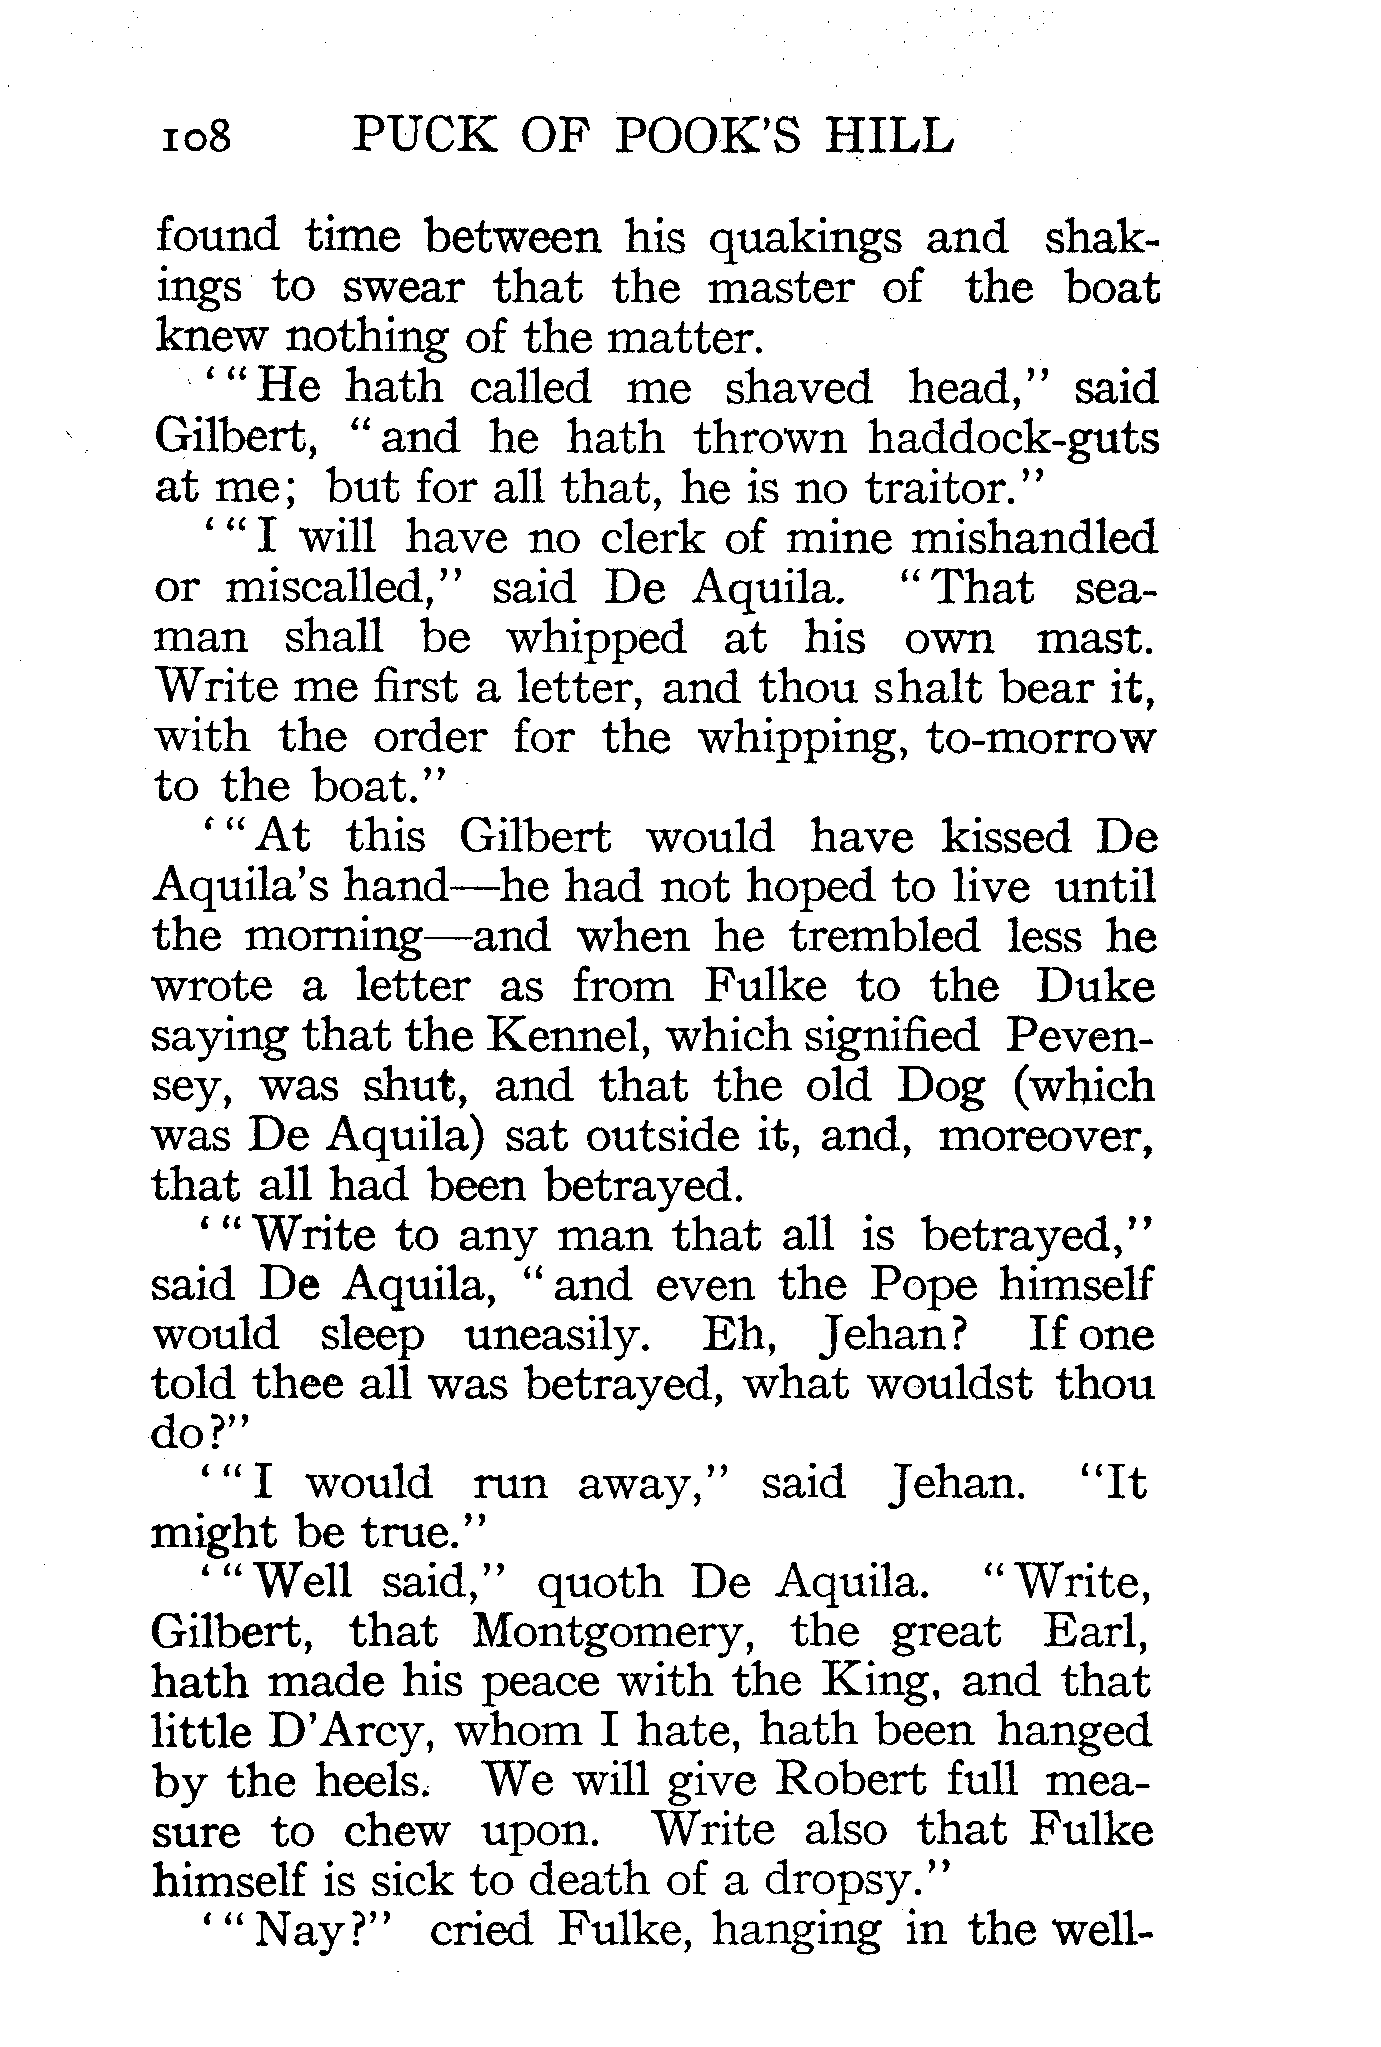 108 PUCK OF POOK'S HILL
found time between his quakings and shak-
ings to swear that the master of the boat
knew nothing of the matter.
‘“He hath called me shaved head,” said
Gilbert, “and he hath thrown haddock-guts
at me; but for all that, he is no traitor.”
‘“I will have no clerk of mine mishandled
or miscalled,” said De Aquila. “That sea-
man shall be whipped at his own mast.
Write me first a letter, and thou shalt bear it,
with the order for the whipping, to-morrow
to the boat.”
‘“At this Gilbert would have kissed De
Aquila's hand—he had not hoped to live until
the morning—and when he trembled less he
wrote a letter as from Fulke to the Duke
saying that the Kennel, which signified Peven-
sey, was shut, and that the old Dog (which
was De Aquila) sat outside it, and, moreover,
that all had been betrayed.
‘“Write to any man that all is betrayed,”
said De Aquila, “and even the Pope himself
would sleep uneasily. Eh, Jehan? If one
told thee all was betrayed, what wouldst thou
do?”
‘“I would run away,” said Jehan. “It
might be true.”
‘“Well said,” quoth De Aquila. “Write,
Gilbert, that Montgomery, the great Earl,
hath made his peace with the King, and that
little D'Arcy, whom I hate, hath been hanged
by the heels. We will give Robert full mea-
sure to chew upon. Write also that Fulke
himself is sick to death of a dropsy.”
‘“Nay?” cried Fulke, hanging in the well-